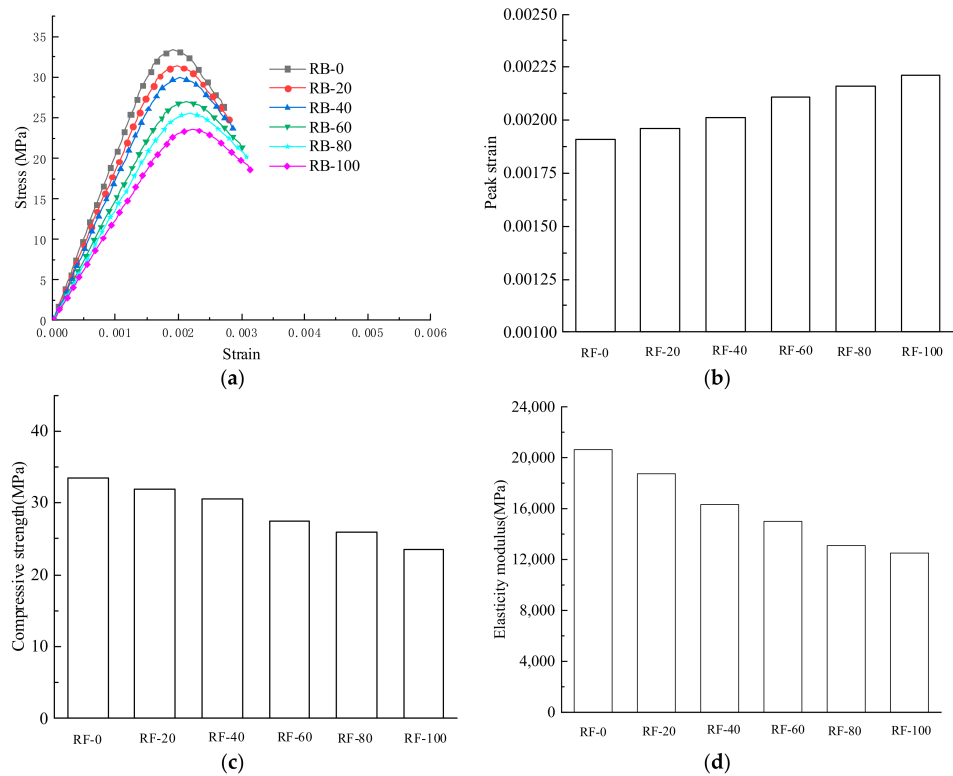 35
30
25
20
15
10
5
0
Stress (MPa)
0.000
0.001
0.002
0.003
0.004
0.005
0.006
Strain
RB-0
RB-20
RB-40
RB-60
RB-80
RB-100
(a)
0.00250
0.00225
0.00200
0.00175
0.00150
0.00125
0.00100
Peak strain
RF-0
RF-20
RF-40
RF-60
RF-80
RF-100
(b)
40
30
20
10
0
Compressive strength(MPa)
RF-0
RF-20
RF-40
RF-60
RF-80
RF-100
(c)
24,000
20,000
16,000
12,000
8,000
4,000
0
Elasticity modulus(MPa)
RF-0
RF-20
RF-40
RF-60
RF-80
RF-100
(d)